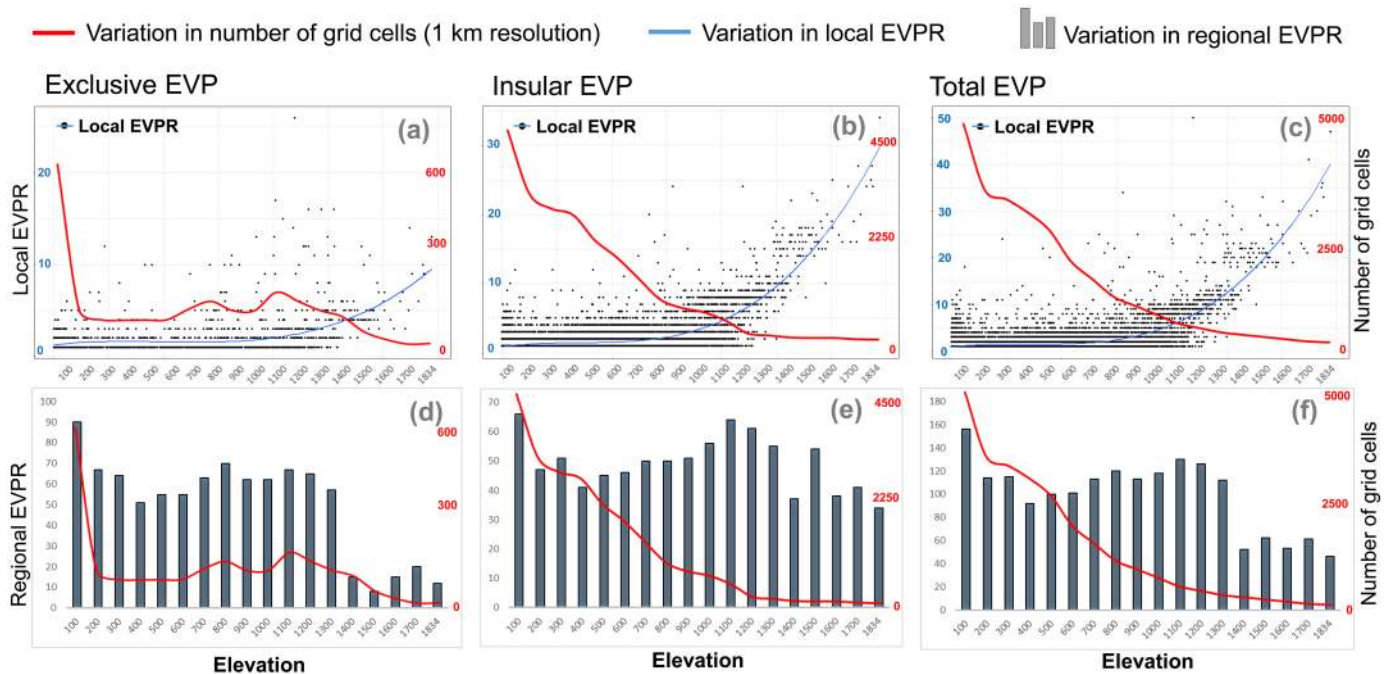 Variation in number of grid cells (1 km resolution)
Variation in local EVPR
Variation in regional EVPR
Exclusive EVP
Insular EVP
Total EVP
Local EVPR
(a)
20
10
0
600
300
0
Local EVPR
100 200 300 400 500 600 700 800 900 1000 1100 1200 1300 1400 1500 1600 1700 1834
Local EVPR
(b)
30
20
10
0
4500
2250
0
100 200 300 400 500 600 700 800 900 1000 1100 1200 1300 1400 1500 1600 1700 1834
Local EVPR
(c)
50
40
30
20
10
0
5000
2500
0
Number of grid cells
100 200 300 400 500 600 700 800 900 1000 1100 1200 1300 1400 1500 1600 1700 1834
(d)
100
90
80
70
60
50
40
30
20
10
0
600
300
0
Regional EVPR
100 200 300 400 500 600 700 800 900 1000 1100 1200 1300 1400 1500 1600 1700 1834
Elevation
(e)
70
60
50
40
30
20
10
0
4500
2250
0
100 200 300 400 500 600 700 800 900 1000 1100 1200 1300 1400 1500 1600 1700 1834
Elevation
(f)
180
160
140
120
100
80
60
40
20
0
5000
2500
0
Number of grid cells
100 200 300 400 500 600 700 800 900 1000 1100 1200 1300 1400 1500 1600 1700 1834
Elevation